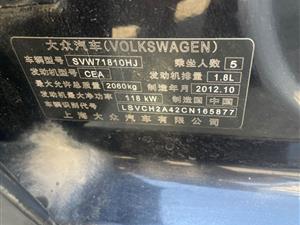 大众汽车(VOLKSWAGEN)
车辆型号 SVW71810HJ 乘坐人数 5
发动机型号 CEA 发动机排量 1.8L
最大允许总质量 2060kg 制造年月 2012.10
发动机最大净功率 118 kW 制造国 中国
车辆识别代号 LSVCH2A42CN165877
上海大众汽车有限公司